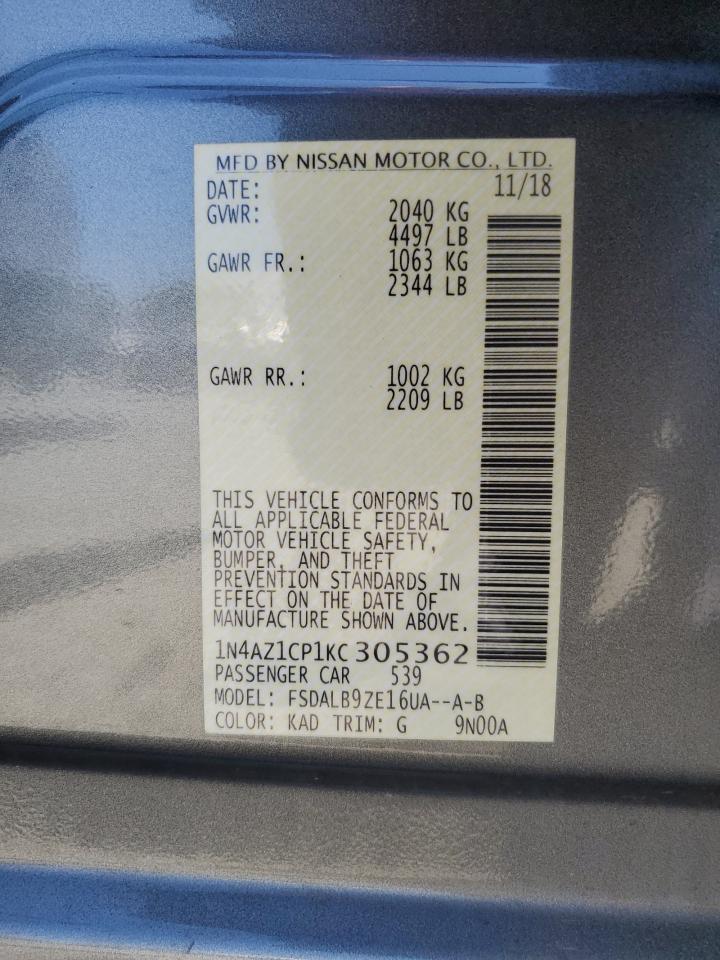 MFD BY NISSAN MOTOR CO., LTD.
DATE: 11/18
GVWR: 2040 KG
4497 LB
GAWR FR.: 1063 KG
2344 LB
GAWR RR.: 1002 KG
2209 LB
THIS VEHICLE CONFORMS TO
ALL APPLICABLE FEDERAL
MOTOR VEHICLE SAFETY,
BUMPER, AND THEFT
PREVENTION STANDARDS IN
EFFECT ON THE DATE OF
MANUFACTURE SHOWN ABOVE.
1N4AZ1CP1KC305362
PASSENGER CAR 539
MODEL: FSDALB9ZE16UA--A-B
COLOR: KAD TRIM: G 9N00A